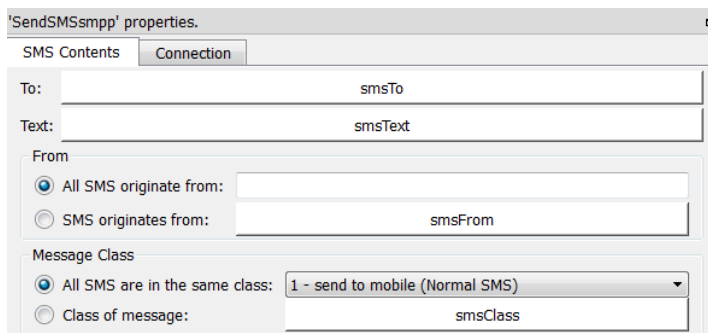 'SendSMSsmpp' properties.
SMS Contents Connection
To: smsTo
Text: smsText
From
All SMS originate from:
SMS originates from: smsFrom
Message Class
All SMS are in the same class: 1 - send to mobile (Normal SMS)
Class of message: smsClass